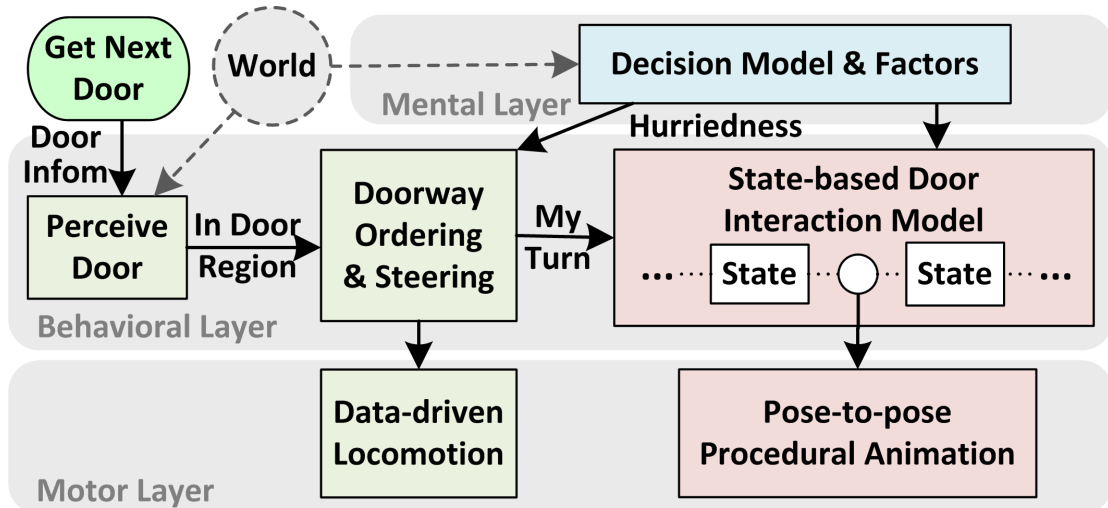 Get Next
Door
World
Decision Model & Factors
Mental Layer
Door
Infom
Hurriedness
Perceive
Door
In Door
Region
Doorway
Ordering
& Steering
My
Turn
State-based Door
Interaction Model
... State State ...
Behavioral Layer
Data-driven
Locomotion
Pose-to-pose
Procedural Animation
Motor Layer